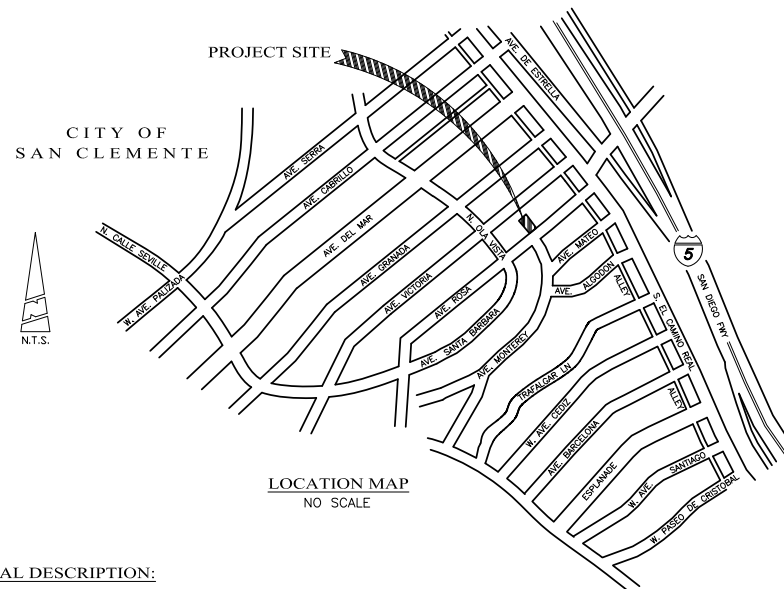 PROJECT SITE
CITY OF
SAN CLEMENTE
AVE. DE ESTRELLA
AVE. SERRA
AVE. CABRILLO
AVE. DEL MAR
AVE. GRANADA
AVE. VICTORIA
AVE. ROSA
N. OLA VISTA
N. CALLE SEVILLE
W. AVE. PALIZADA
AVE. SANTA BARBARA
AVE. MONTEREY
AVE. MATEO
AVE. ALGODON
ALLEY
S. EL CAMINO REAL
5
SAN DIEGO FWY
TRAFALGAR LN
W. AVE. CEDIZ
AVE. BARCELONA
ALLEY
ESPLANADE
W. AVE. SANTIAGO
W. PASEO DE CRISTOBAL
N.T.S.
LOCATION MAP
NO SCALE
AL DESCRIPTION: